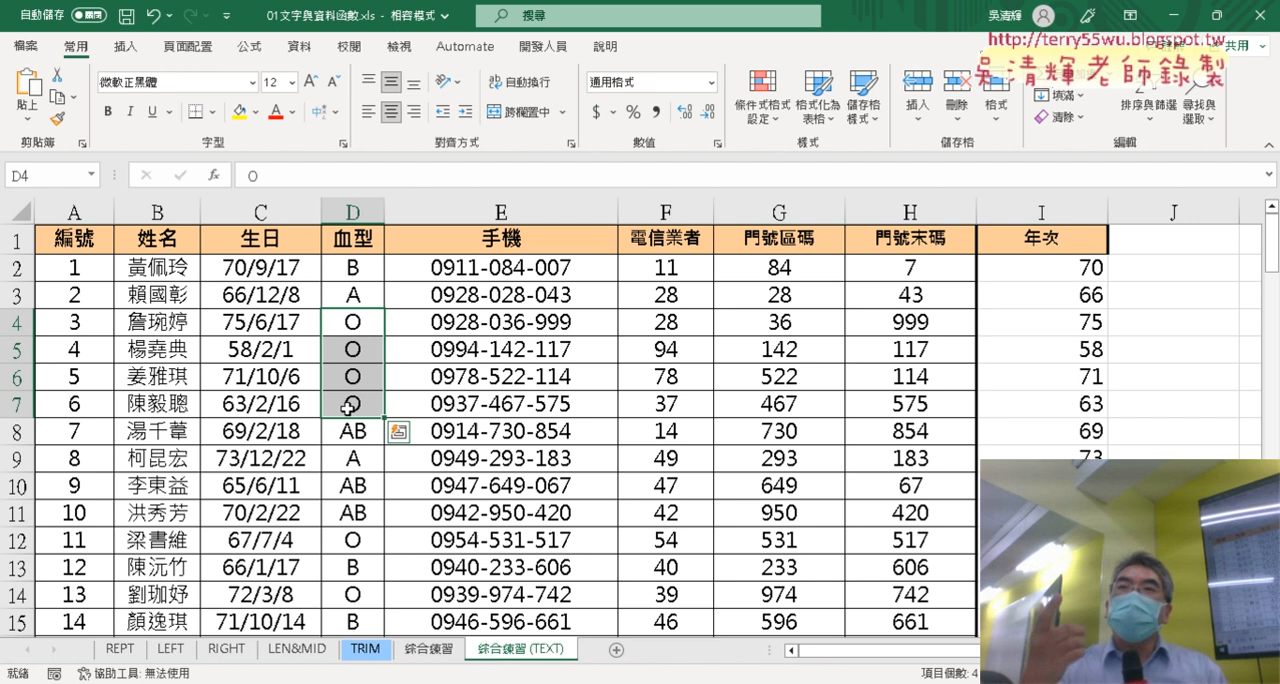 自動儲存 關閉 01文字與資料函數.xls - 相容模式 搜尋 吳清輝
檔案 常用 插入 頁面配置 公式 資料 校閱 檢視 Automate 開發人員 說明 共用
http://terry55wu.blogspot.tw
吳清輝老師錄製
貼上 微軟正黑體 12 自動換行 通用格式 條件式格式設定 格式化為表格 儲存格樣式 插入 刪除 格式 填滿 排序與篩選 尋找與選取
B I U 跨欄置中 $ % 清除
剪貼簿 字型 對齊方式 數值 樣式 儲存格 編輯
D4 fx O
A B C D E F G H I J
1 編號 姓名 生日 血型 手機 電信業者 門號區碼 門號末碼 年次
2 1 黃佩玲 70/9/17 B 0911-084-007 11 84 7 70
3 2 賴國彰 66/12/8 A 0928-028-043 28 28 43 66
4 3 詹琬婷 75/6/17 O 0928-036-999 28 36 999 75
5 4 楊堯典 58/2/1 O 0994-142-117 94 142 117 58
6 5 姜雅琪 71/10/6 O 0978-522-114 78 522 114 71
7 6 陳毅聰 63/2/16 O 0937-467-575 37 467 575 63
8 7 湯千葦 69/2/18 AB 0914-730-854 14 730 854 69
9 8 柯昆宏 73/12/22 A 0949-293-183 49 293 183 73
10 9 李東益 65/6/11 AB 0947-649-067 47 649 67
11 10 洪秀芳 70/2/22 AB 0942-950-420 42 950 420
12 11 梁書維 67/7/4 O 0954-531-517 54 531 517
13 12 陳沅竹 66/1/17 B 0940-233-606 40 233 606
14 13 劉珈妤 72/3/8 O 0939-974-742 39 974 742
15 14 顏逸琪 71/10/14 B 0946-596-661 46 596 661
REPT LEFT RIGHT LEN&MID TRIM 綜合練習 綜合練習 (TEXT)
就緒 協助工具: 無法使用 項目個數: 4